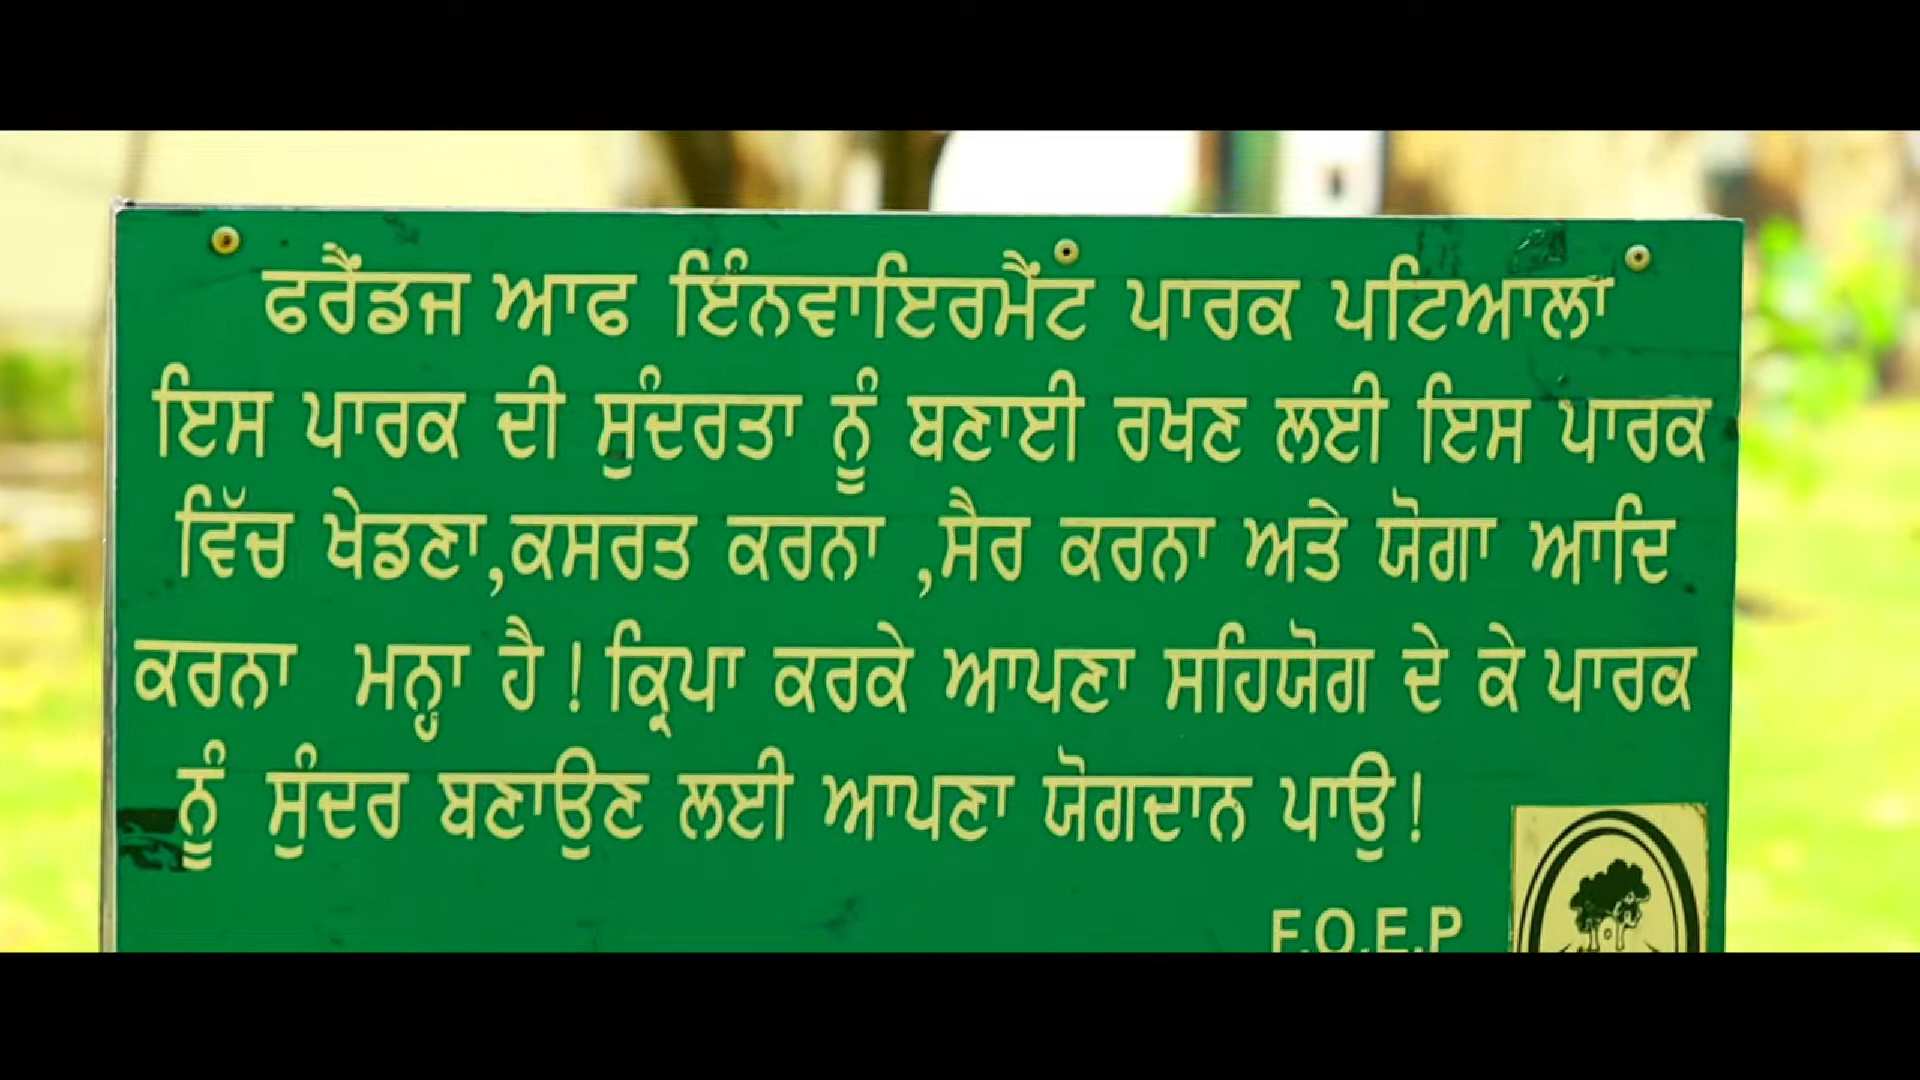 ਫਰੈਂਡਜ ਆਫ ਇੰਨਵਾਇਰਮੈਂਟ ਪਾਰਕ ਪਟਿਆਲਾ
ਇਸ ਪਾਰਕ ਦੀ ਸੁੰਦਰਤਾ ਨੂੰ ਬਣਾਈ ਰਖਣ ਲਈ ਇਸ ਪਾਰਕ
ਵਿੱਚ ਖੇਡਣਾ,ਕਸਰਤ ਕਰਨਾ ,ਸੈਰ ਕਰਨਾ ਅਤੇ ਯੋਗਾ ਆਦਿ
ਕਰਨਾ ਮਨ੍ਹਾ ਹੈ ! ਕ੍ਰਿਪਾ ਕਰਕੇ ਆਪਣਾ ਸਹਿਯੋਗ ਦੇ ਕੇ ਪਾਰਕ
ਨੂੰ ਸੁੰਦਰ ਬਣਾਉਣ ਲਈ ਆਪਣਾ ਯੋਗਦਾਨ ਪਾਉ !
F.O.E.P